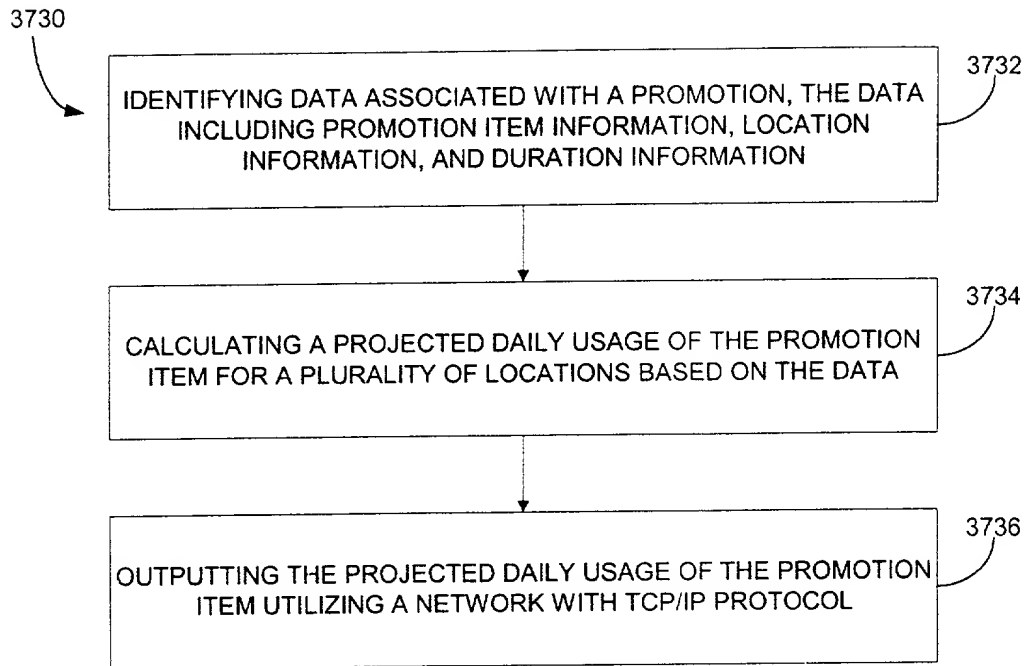 3730
3732
IDENTIFYING DATA ASSOCIATED WITH A PROMOTION, THE DATA
INCLUDING PROMOTION ITEM INFORMATION, LOCATION
INFORMATION, AND DURATION INFORMATION
3734
CALCULATING A PROJECTED DAILY USAGE OF THE PROMOTION
ITEM FOR A PLURALITY OF LOCATIONS BASED ON THE DATA
3736
OUTPUTTING THE PROJECTED DAILY USAGE OF THE PROMOTION
ITEM UTILIZING A NETWORK WITH TCP/IP PROTOCOL